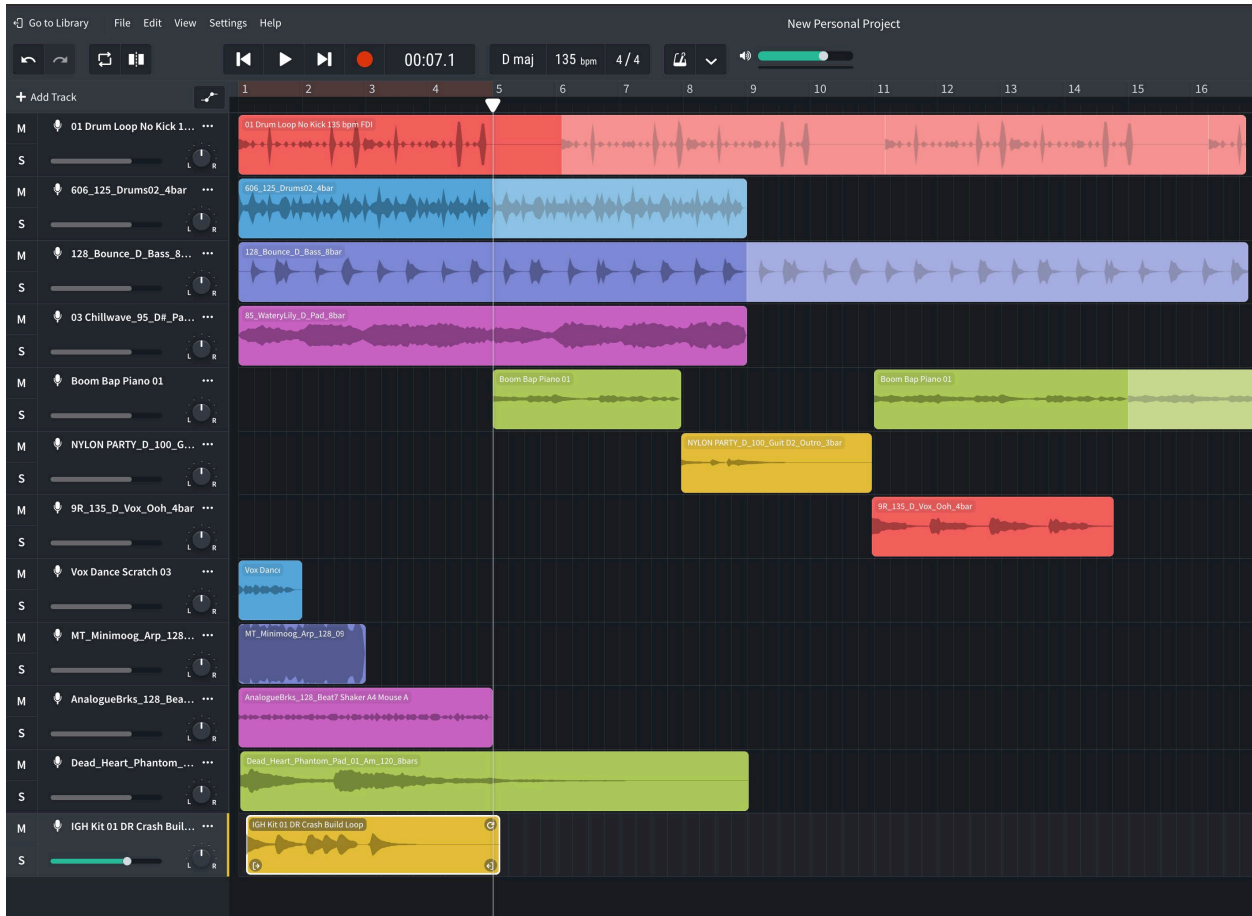 Go to Library File Edit View Settings Help New Personal Project
00:07.1 D maj 135 bpm 4 / 4
+ Add Track 1 2 3 4 5 6 7 8 9 10 11 12 13 14 15 16
M 01 Drum Loop No Kick 1... ••• 01 Drum Loop No Kick 135 bpm FDI
S L R
M 606_125_Drums02_4bar ••• 606_125_Drums02_4bar
S L R
M 128_Bounce_D_Bass_8... ••• 128_Bounce_D_Bass_8bar
S L R
M 03 Chillwave_95_D#_Pa... ••• 85_WateryLily_D_Pad_8bar
S L R
M Boom Bap Piano 01 ••• Boom Bap Piano 01 Boom Bap Piano 01
S L R
M NYLON PARTY_D_100_G... ••• NYLON PARTY_D_100_Guit D2_Outro_3bar
S L R
M 9R_135_D_Vox_Ooh_4bar ••• 9R_135_D_Vox_Ooh_4bar
S L R
M Vox Dance Scratch 03 ••• Vox Dance
S L R
M MT_Minimoog_Arp_128... ••• MT_Minimoog_Arp_128_09
S L R
M AnalogueBrks_128_Bea... ••• AnalogueBrks_128_Beat7 Shaker A4 Mouse A
S L R
M Dead_Heart_Phantom_... ••• Dead_Heart_Phantom_Pad_01_Am_120_8bars
S L R
M IGH Kit 01 DR Crash Buil... ••• IGH Kit 01 DR Crash Build Loop
S L R